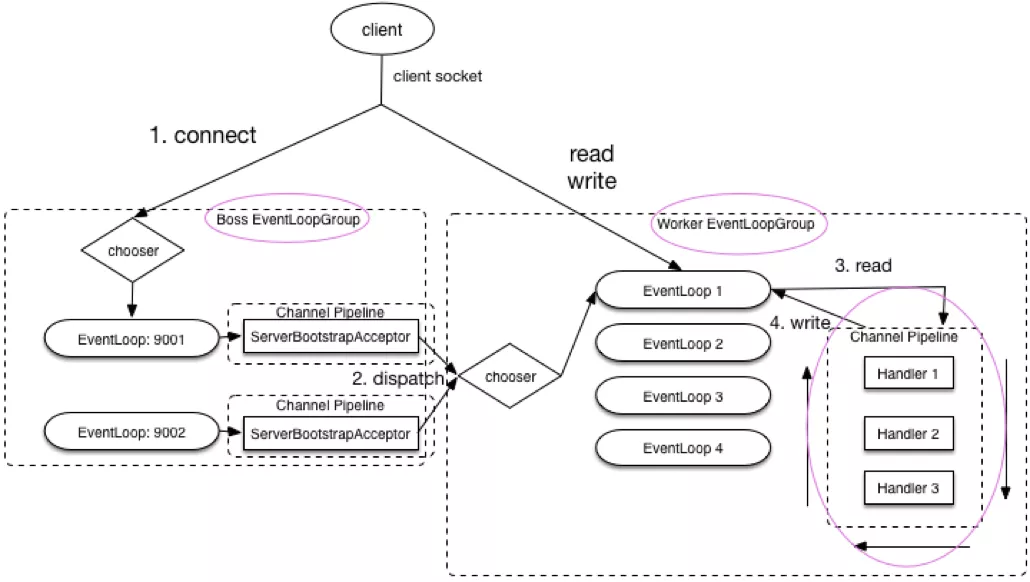 client
client socket
1. connect
read
write
Boss EventLoopGroup
Worker EventLoopGroup
chooser
EventLoop: 9001
Channel Pipeline
ServerBootstrapAcceptor
2. dispatch
EventLoop: 9002
Channel Pipeline
ServerBootstrapAcceptor
chooser
EventLoop 1
EventLoop 2
EventLoop 3
EventLoop 4
3. read
4. write
Channel Pipeline
Handler 1
Handler 2
Handler 3